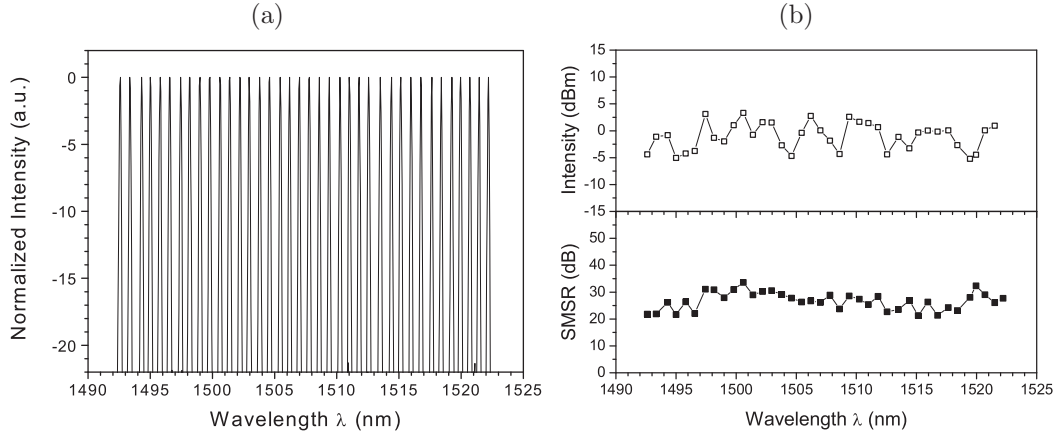 (a)
Normalized Intensity (a.u.)
0
-5
-10
-15
-20
1490 1495 1500 1505 1510 1515 1520 1525
Wavelength λ (nm)
(b)
Intensity (dBm)
15
10
5
0
-5
-10
-15
SMSR (dB)
50
40
30
20
10
0
1490 1495 1500 1505 1510 1515 1520 1525
Wavelength λ (nm)